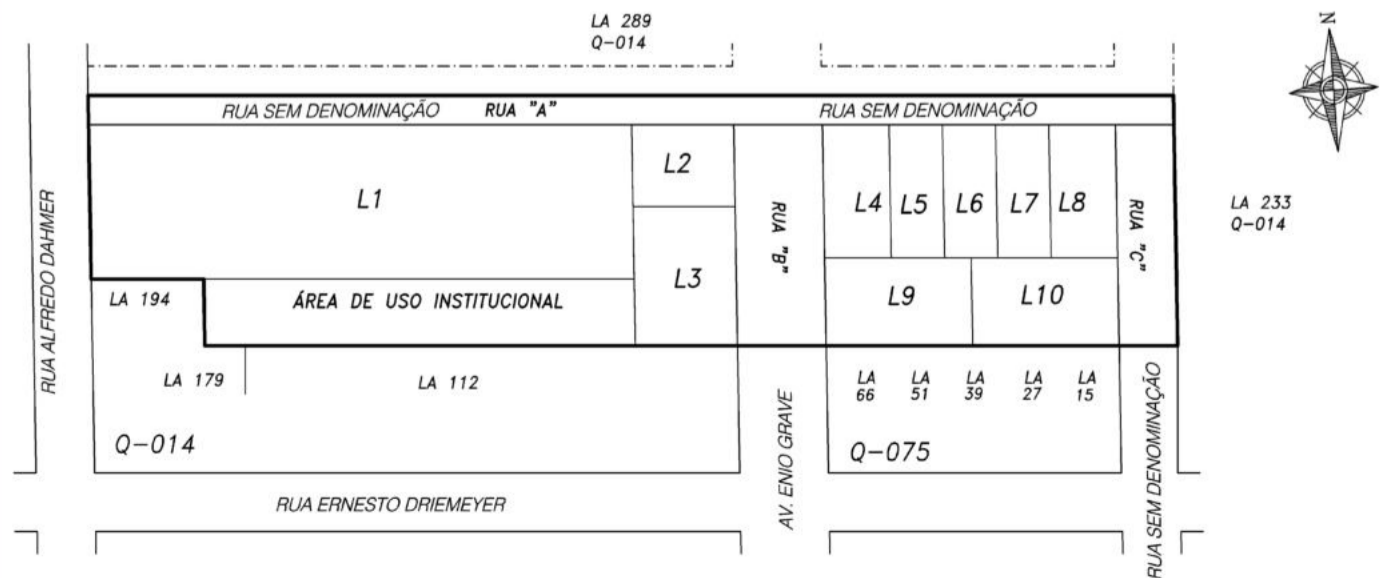 LA 289
Q-014
N
RUA SEM DENOMINAÇÃO RUA "A" RUA SEM DENOMINAÇÃO
L1
L2
L3
L4 L5 L6 L7 L8
RUA "B"
RUA "C"
LA 233
Q-014
RUA ALFREDO DAHMER
LA 194
ÁREA DE USO INSTITUCIONAL
L9 L10
LA 179
LA 112
LA
66
LA
51
LA
39
LA
27
LA
15
Q-014
AV. ENIO GRAVE
Q-075
RUA SEM DENOMINAÇÃO
RUA ERNESTO DRIEMEYER